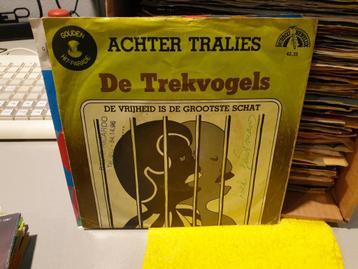 GOUDEN
HIT-PARADE
ACHTER TRALIES
De Trekvogels
DE VRIJHEID IS DE GROOTSTE SCHAT